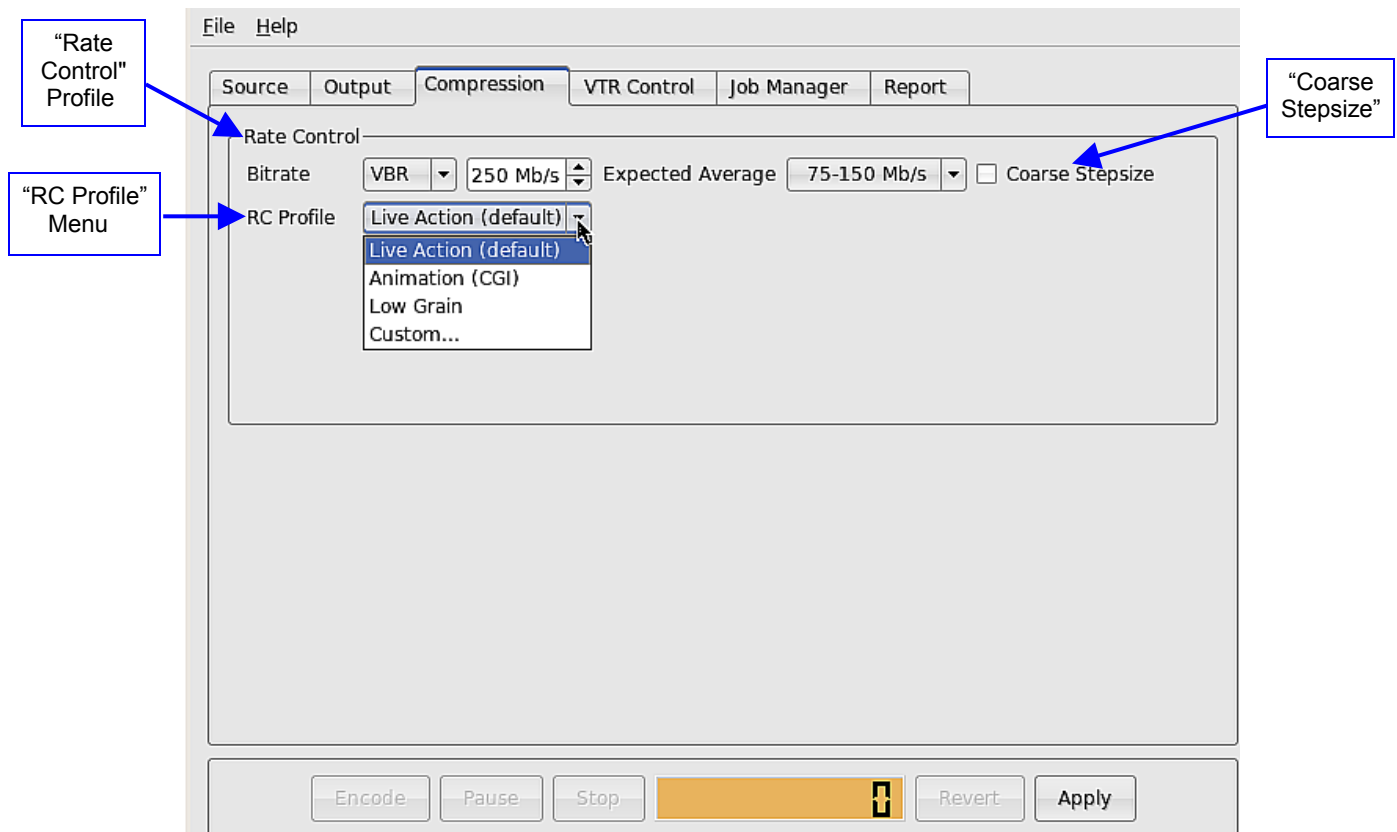 “Rate
Control"
Profile
“RC Profile”
Menu
“Coarse
Stepsize”
File Help
Source Output Compression VTR Control Job Manager Report
Rate Control
Bitrate VBR 250 Mb/s Expected Average 75-150 Mb/s Coarse Stepsize
RC Profile Live Action (default)
Live Action (default)
Animation (CGI)
Low Grain
Custom...
Encode Pause Stop 0 Revert Apply